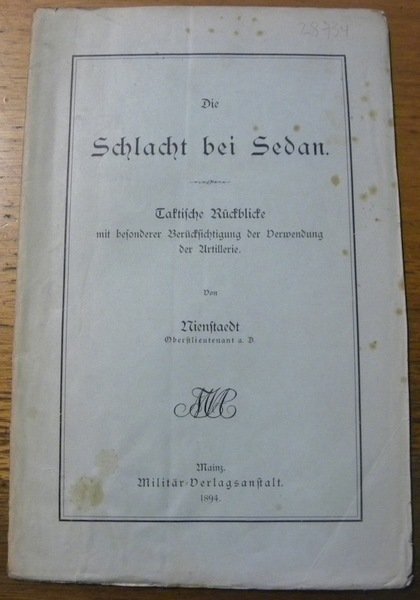 28734
Die
Schlacht bei Sedan.
Taktische Rückblicke
mit besonderer Berücksichtigung der Verwendung
der Artillerie.
Von
Nienstaedt
Oberstlieutenant a. D.
Mainz.
Militär-Verlagsanstalt.
1894.